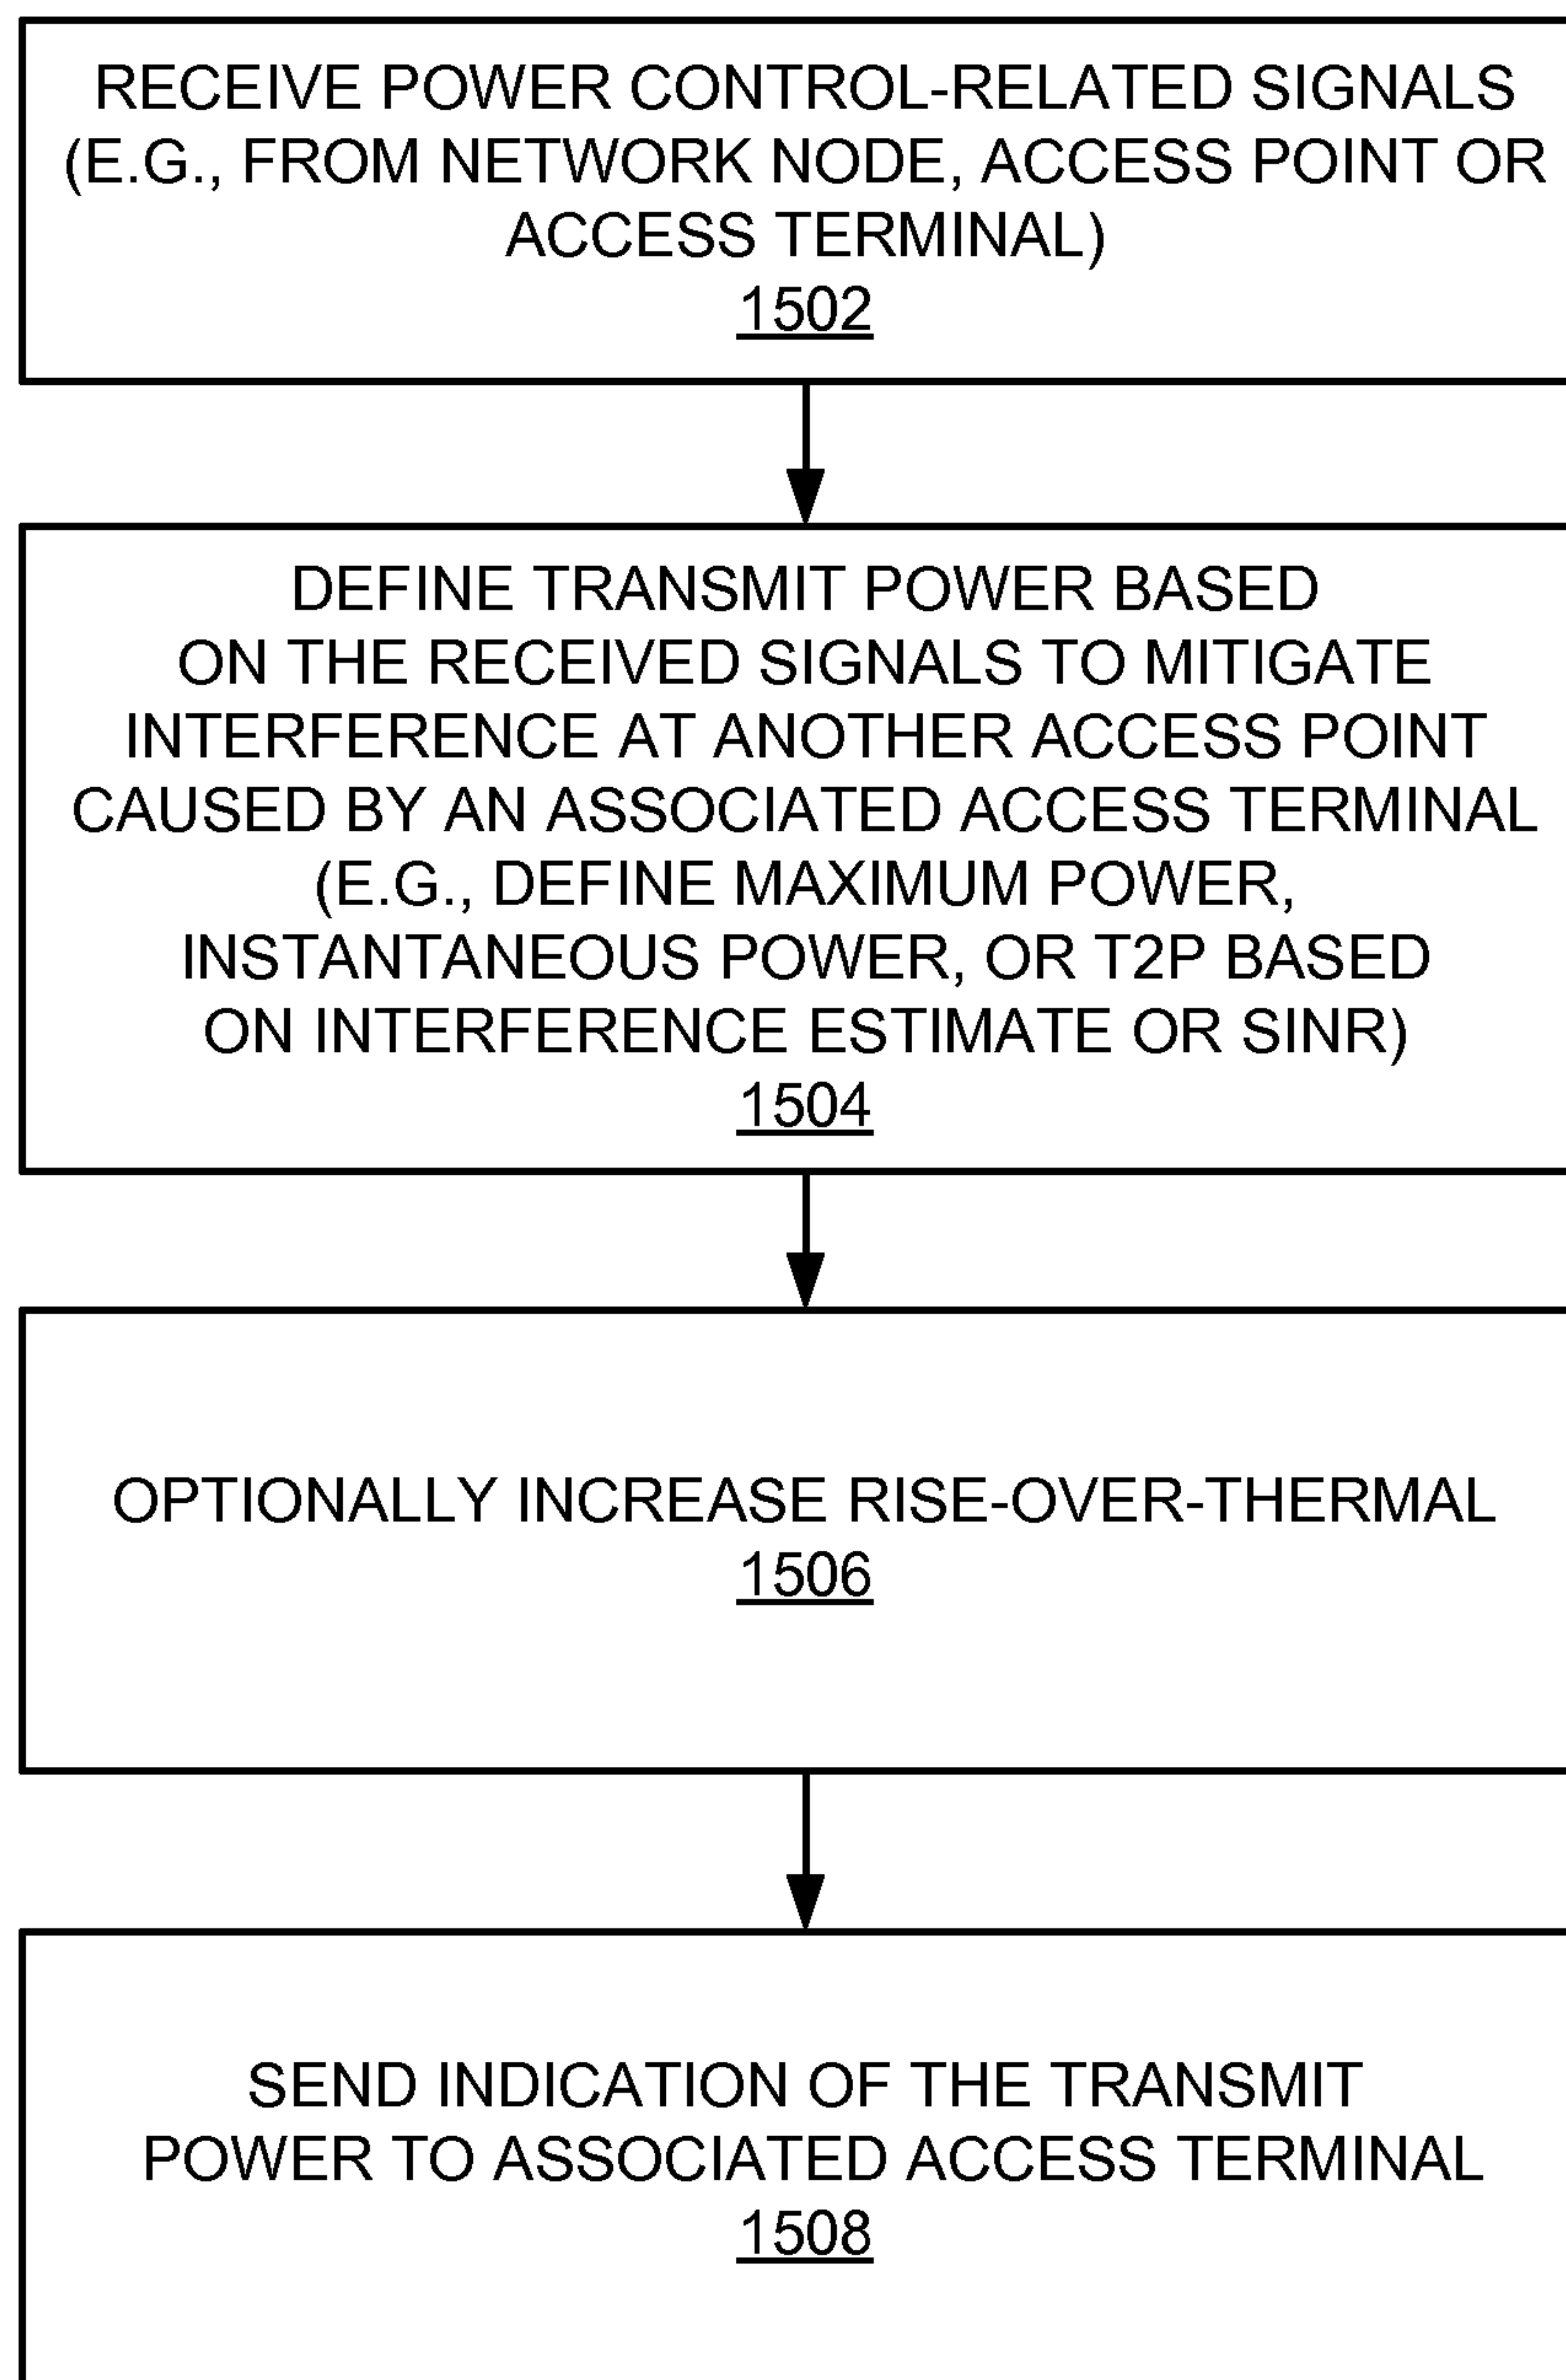 RECEIVE POWER CONTROL-RELATED SIGNALS
(E.G., FROM NETWORK NODE, ACCESS POINT OR
ACCESS TERMINAL)
1502
DEFINE TRANSMIT POWER BASED
ON THE RECEIVED SIGNALS TO MITIGATE
INTERFERENCE AT ANOTHER ACCESS POINT
CAUSED BY AN ASSOCIATED ACCESS TERMINAL
(E.G., DEFINE MAXIMUM POWER,
INSTANTANEOUS POWER, OR T2P BASED
ON INTERFERENCE ESTIMATE OR SINR)
1504
OPTIONALLY INCREASE RISE-OVER-THERMAL
1506
SEND INDICATION OF THE TRANSMIT
POWER TO ASSOCIATED ACCESS TERMINAL
1508